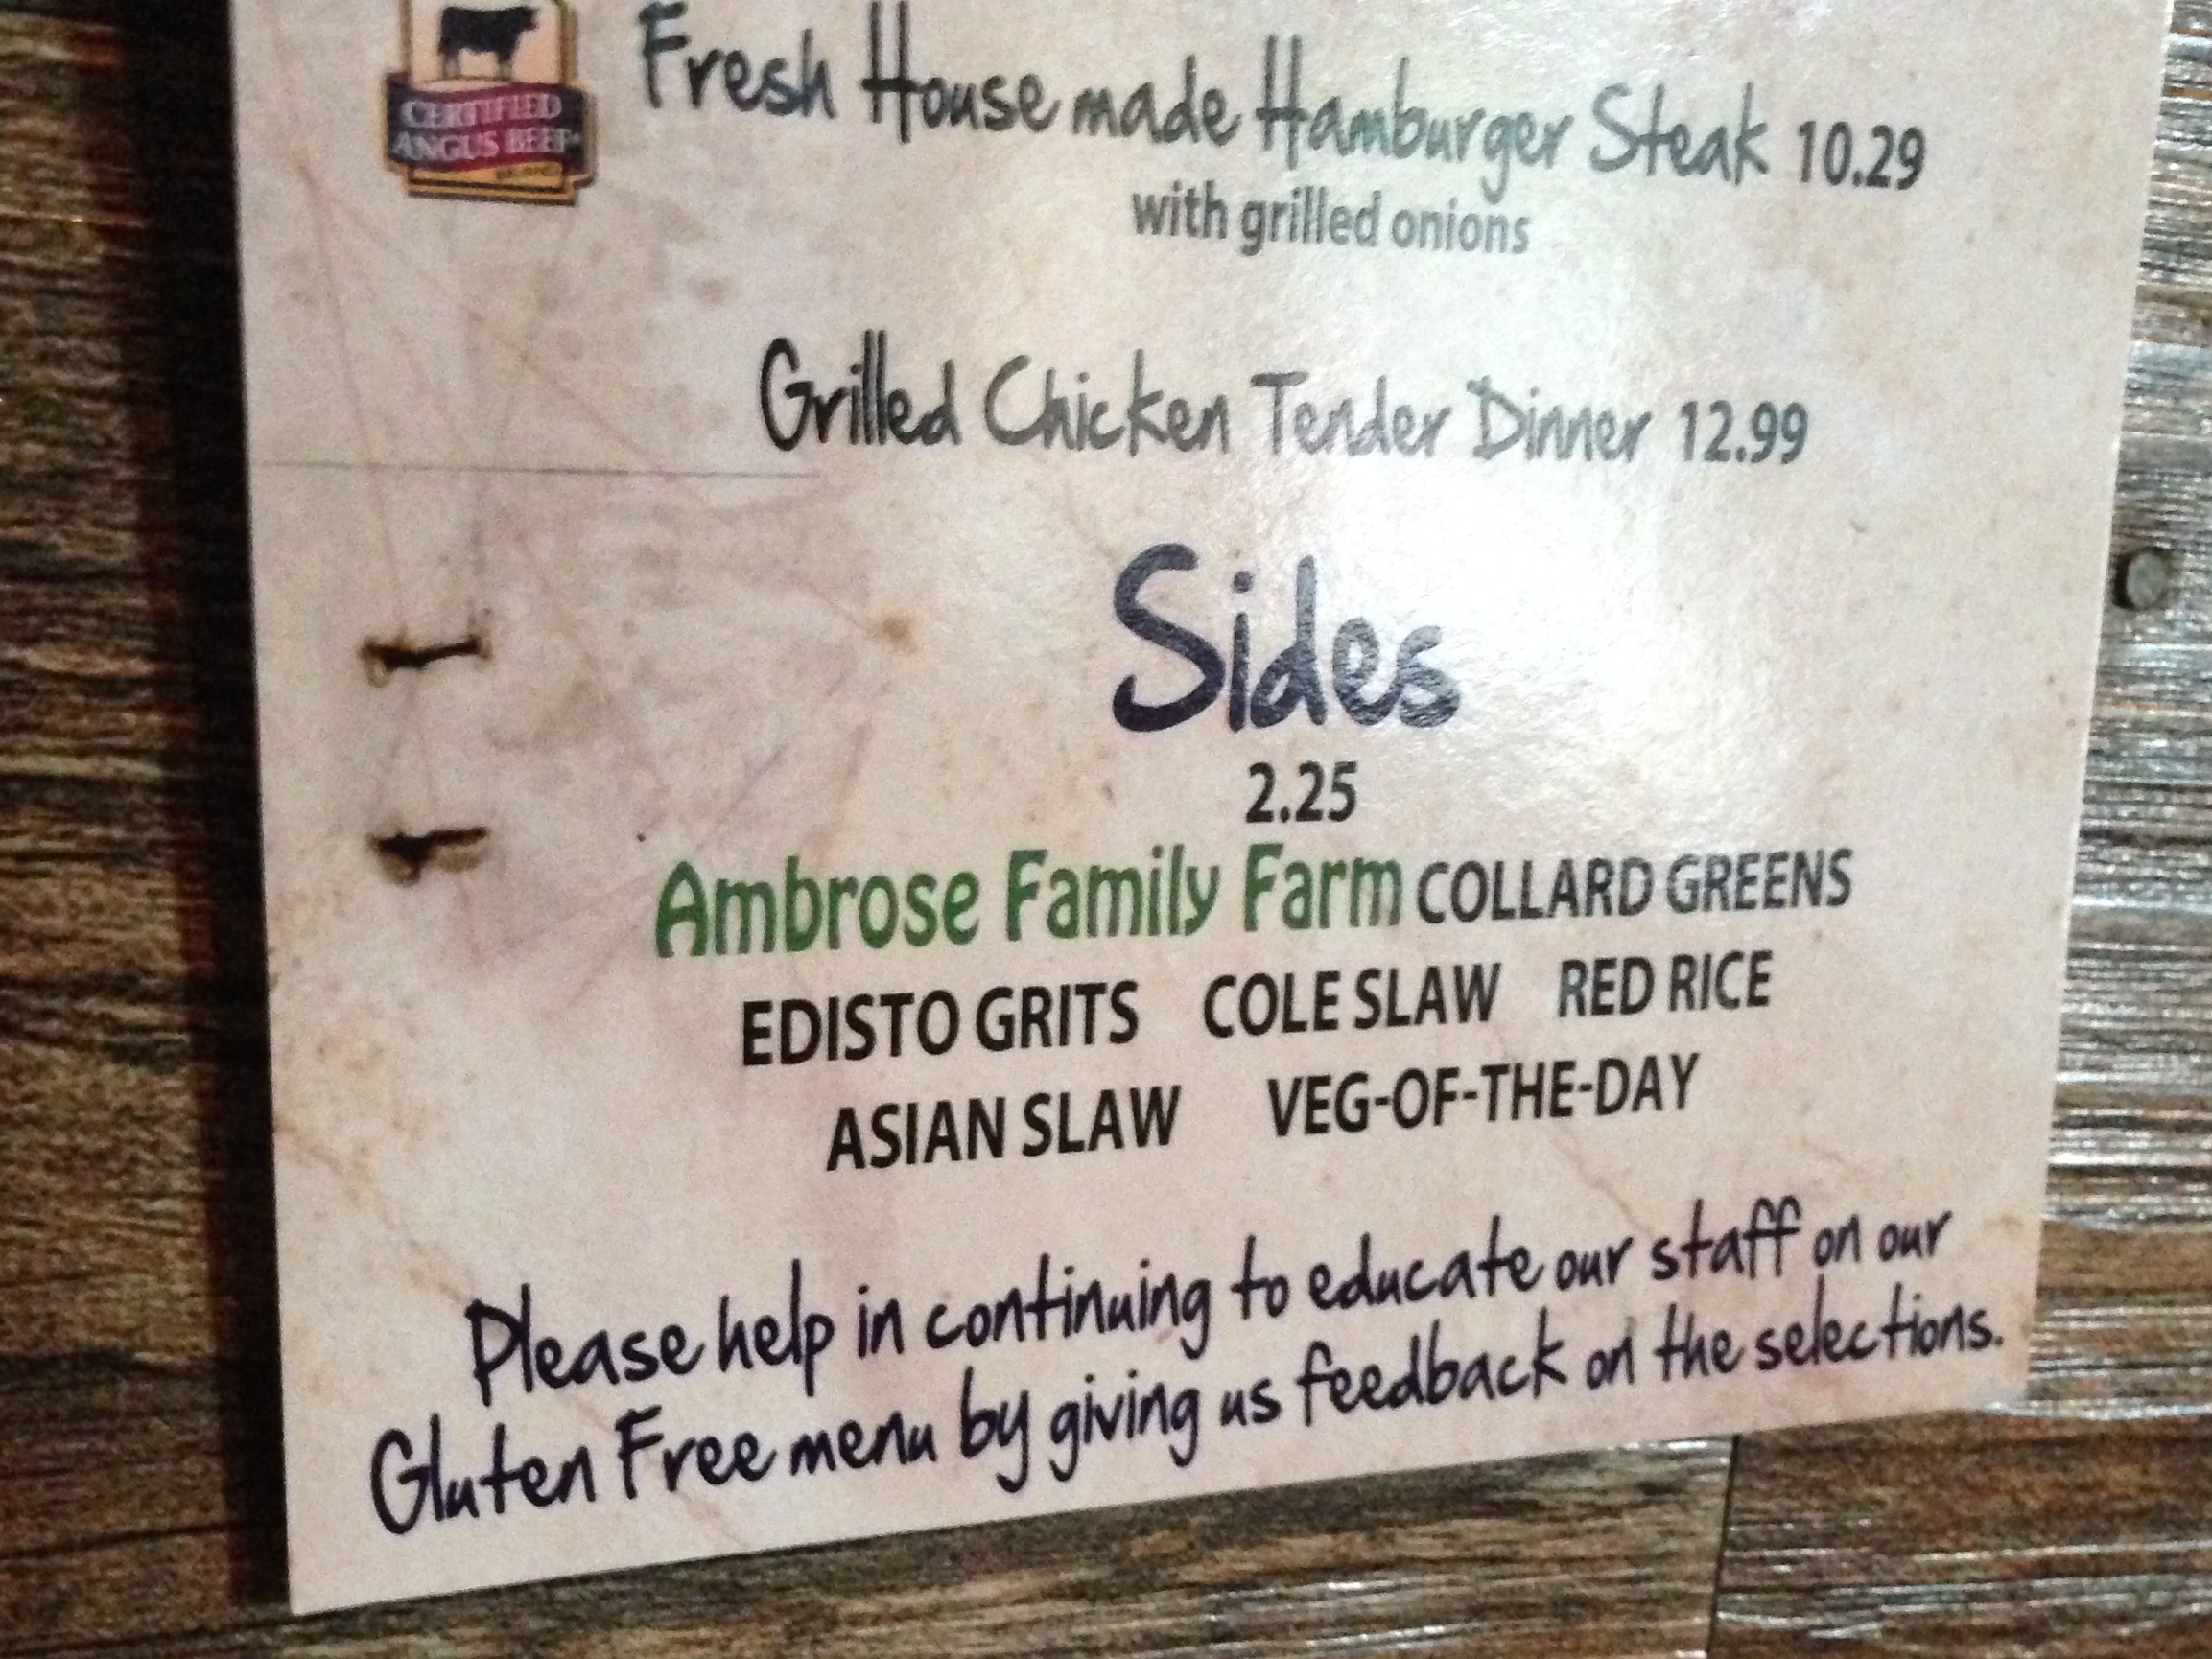 CERTIFIED
ANGUS BEEF
Fresh House made Hamburger Steak 10.29
with grilled onions
Grilled Chicken Tender Dinner 12.99
Sides
2.25
Ambrose Family Farm COLLARD GREENS
EDISTO GRITS COLE SLAW RED RICE
ASIAN SLAW VEG-OF-THE-DAY
Please help in continuing to educate our staff on our
Gluten Free menu by giving us feedback on the selections.